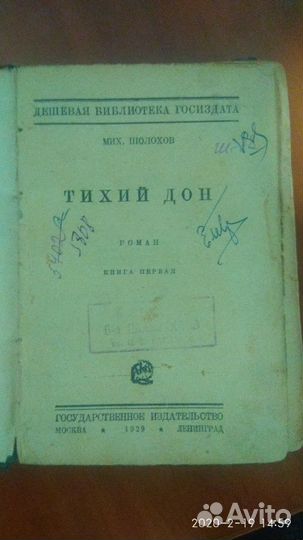 ДЕШЕВАЯ БИБЛИОТЕКА ГОСИЗДАТА
МИХ. ШОЛОХОВ
ТИХИЙ ДОН
РОМАН
КНИГА ПЕРВАЯ
ГОСУДАРСТВЕННОЕ ИЗДАТЕЛЬСТВО
МОСКВА ★ 1929 ★ ЛЕНИНГРАД
Avito
2020-2-19 14:59